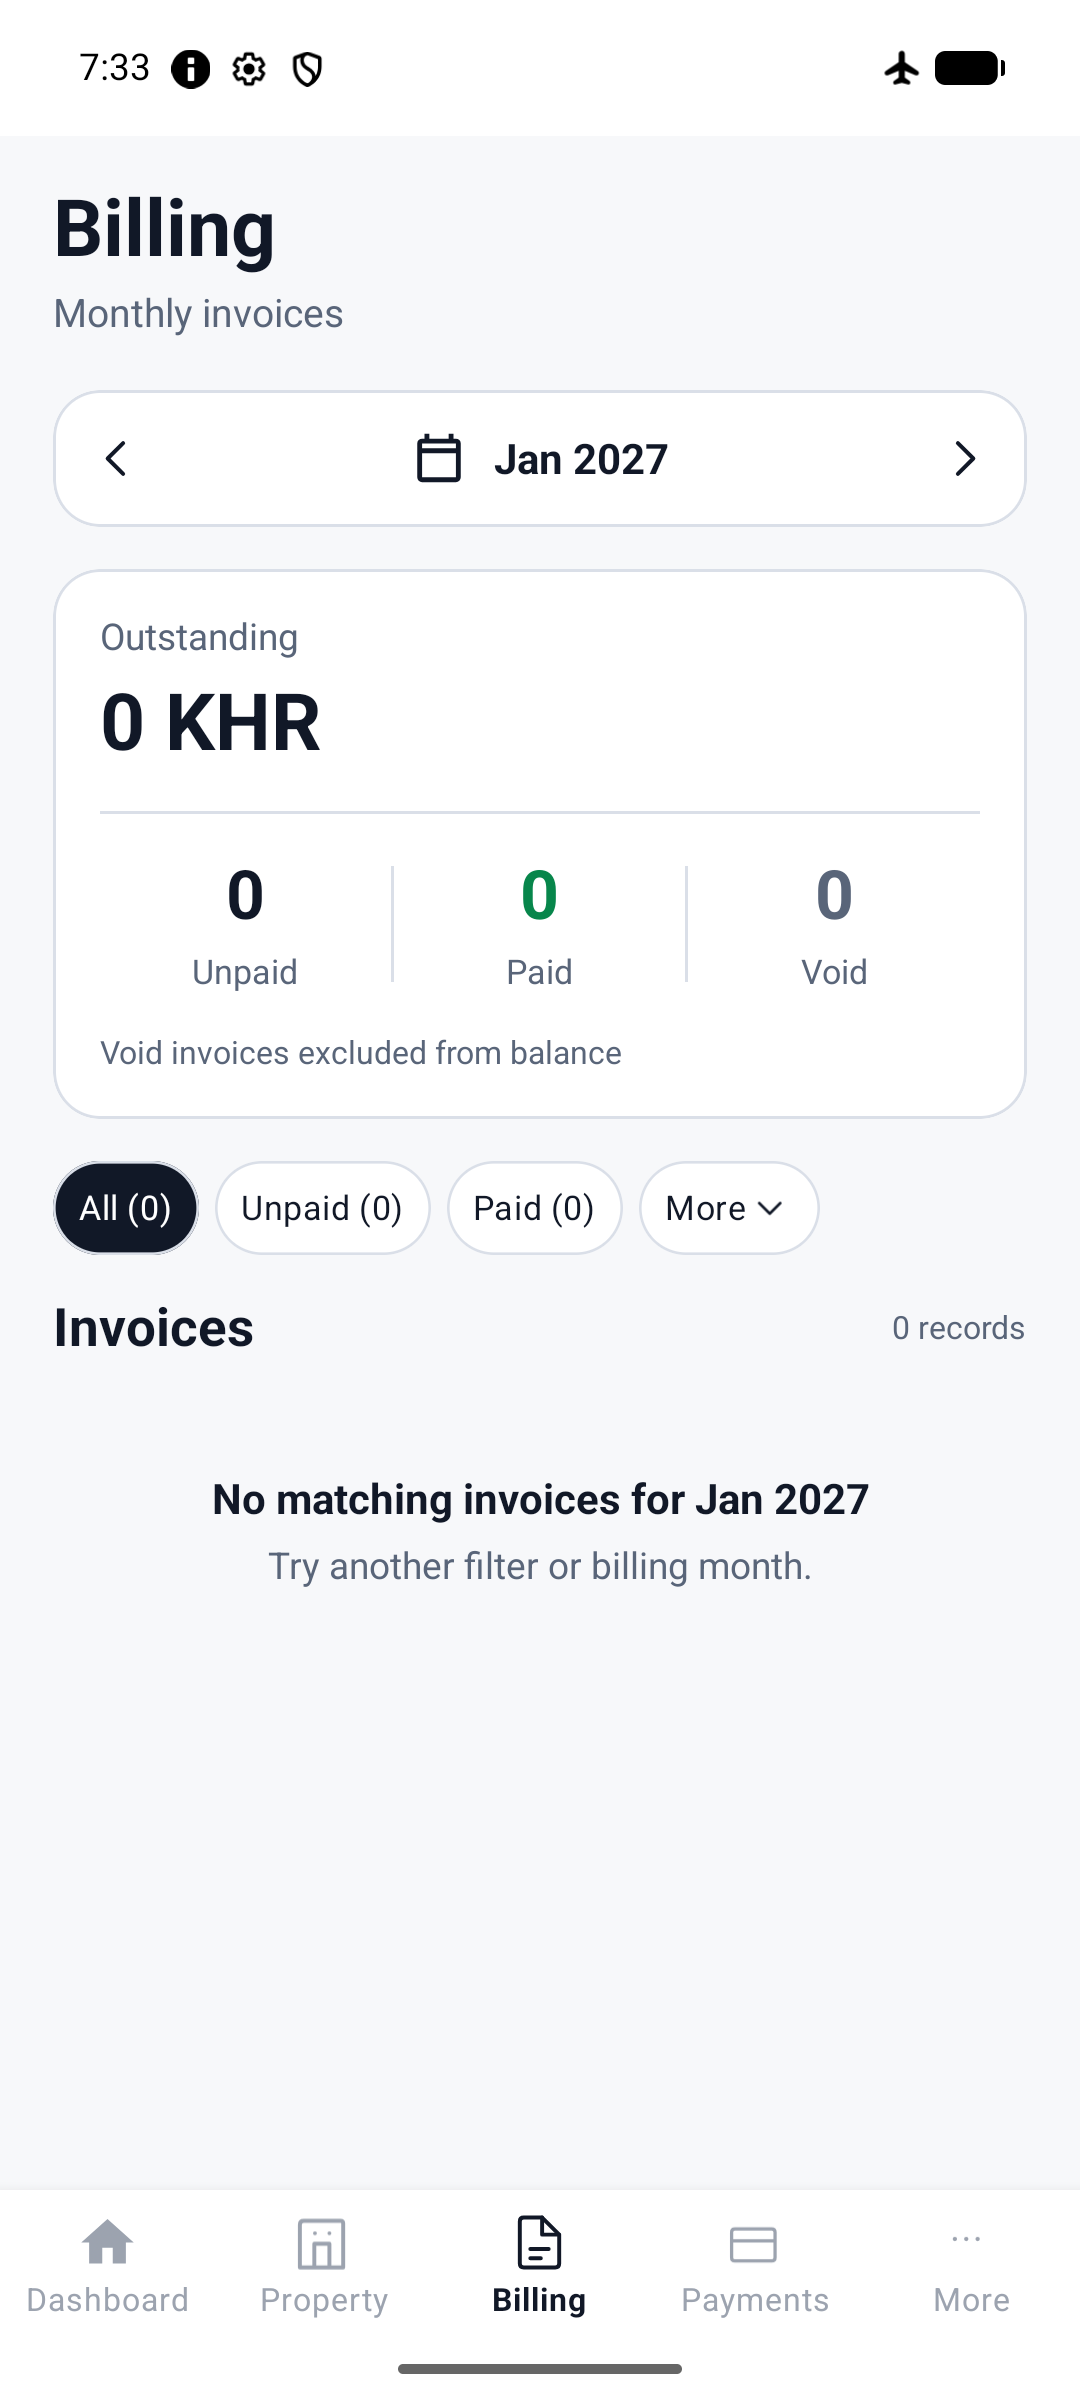 7:33
Billing
Monthly invoices
Jan 2027
Outstanding
0 KHR
0 0 0
Unpaid Paid Void
Void invoices excluded from balance
All (0) Unpaid (0) Paid (0) More
Invoices 0 records
No matching invoices for Jan 2027
Try another filter or billing month.
Dashboard Property Billing Payments More